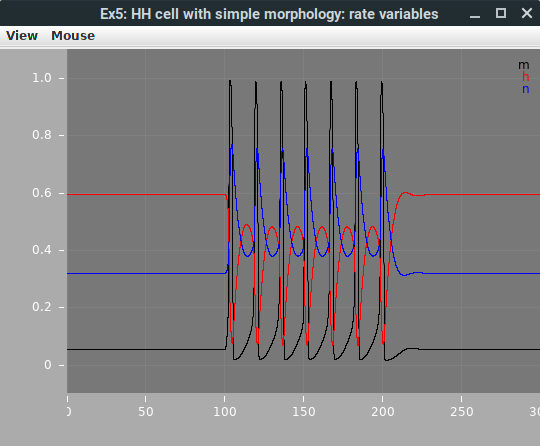 Ex5: HH cell with simple morphology: rate variables
View Mouse
m
h
n
1.0
0.8
0.6
0.4
0.2
0
0 50 100 150 200 250 30